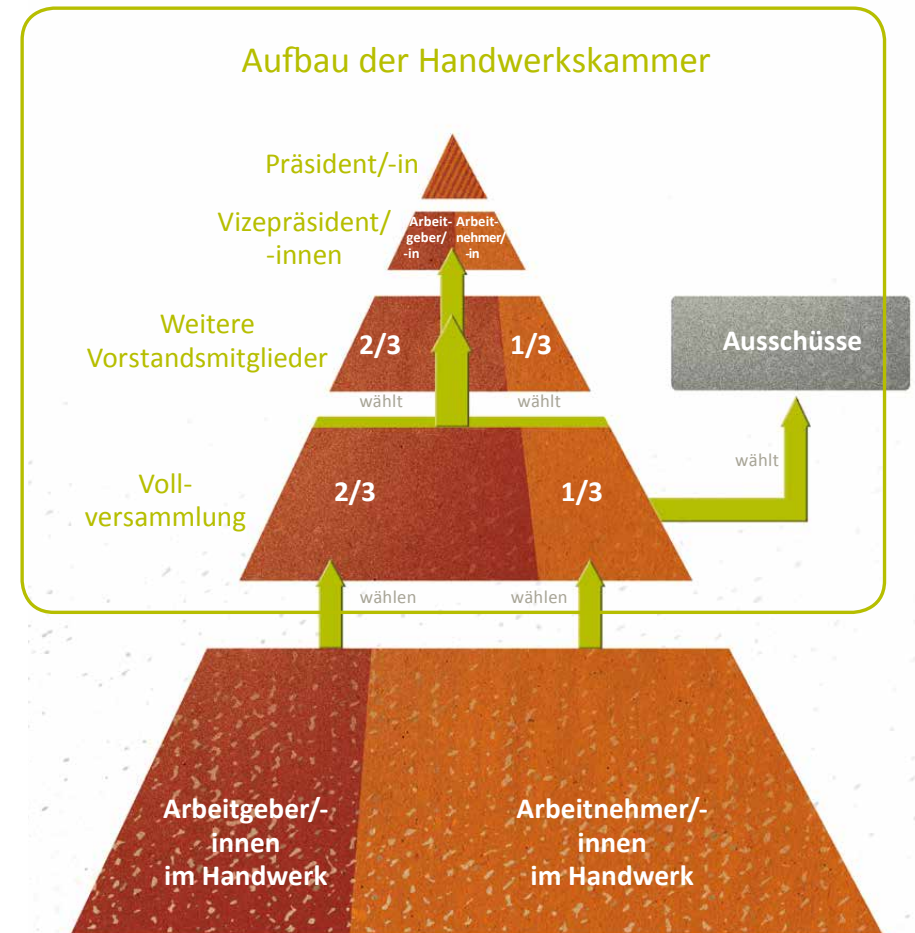 Aufbau der Handwerkskammer
Präsident/-in
Vizepräsident/
-innen
Arbeit-
geber/
-in
Arbeit-
nehmer/
-in
Weitere
Vorstandsmitglieder
2/3
1/3
Ausschüsse
wählt
wählt
wählt
Voll-
versammlung
2/3
1/3
wählen
wählen
Arbeitgeber/-
innen
im Handwerk
Arbeitnehmer/-
innen
im Handwerk